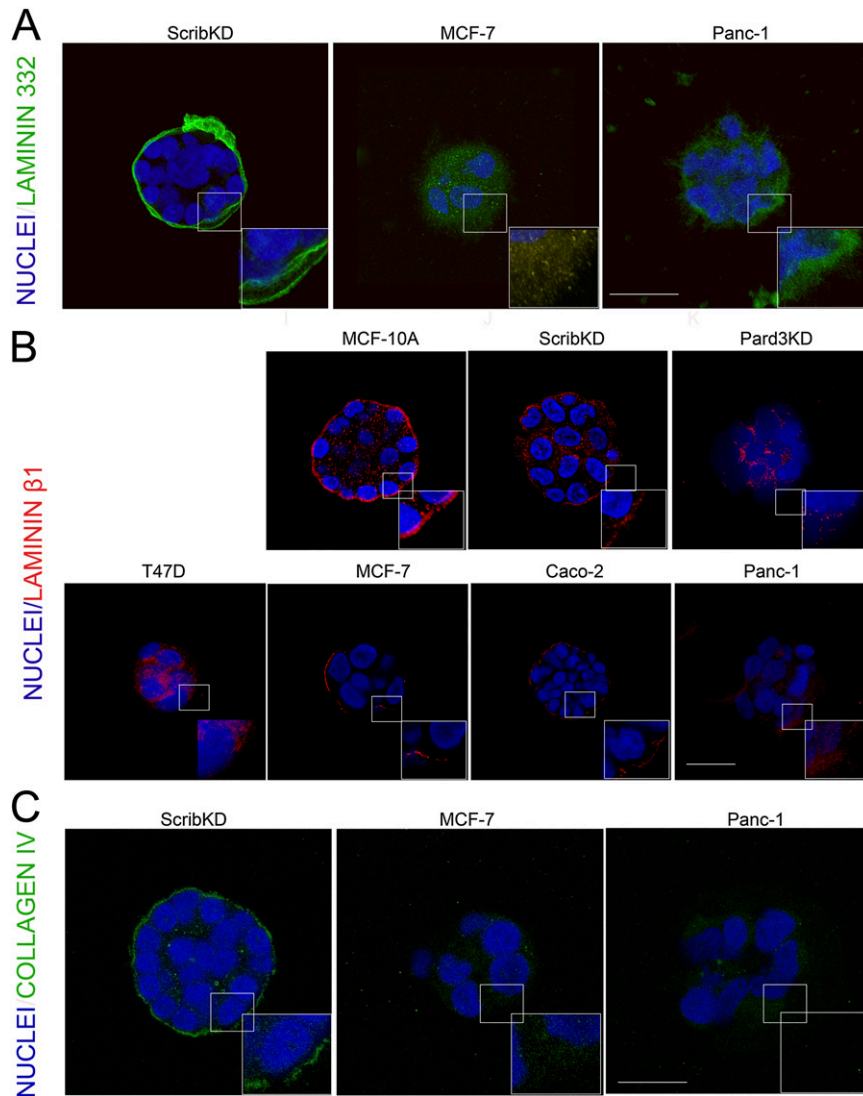 A
ScribKD MCF-7 Panc-1
NUCLEI/LAMININ 332
I J K
B
MCF-10A ScribKD Pard3KD
NUCLEI/LAMININ β1
T47D MCF-7 Caco-2 Panc-1
C
ScribKD MCF-7 Panc-1
NUCLEI/COLLAGEN IV